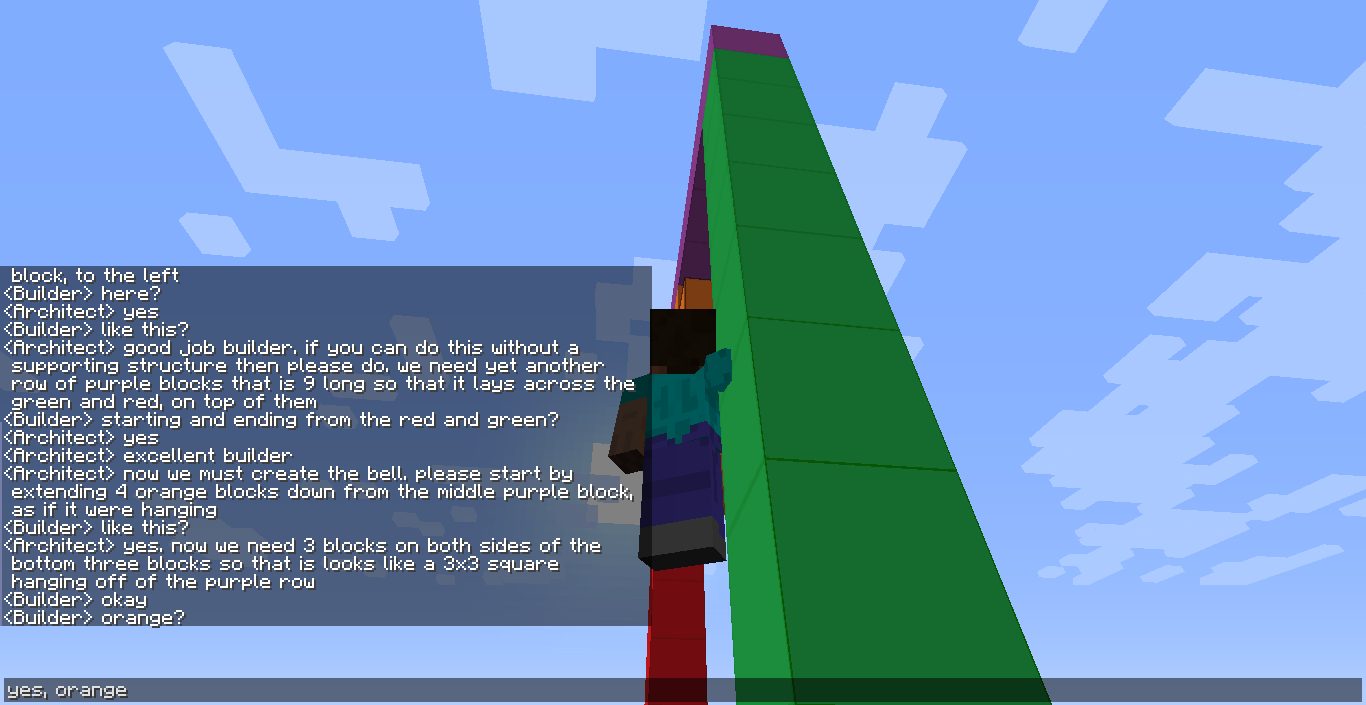 block, to the left
<Builder> here?
<Architect> yes
<Builder> like this?
<Architect> good job builder. if you can do this without a
supporting structure then please do. we need yet another
row of purple blocks that is 9 long so that it lays across the
green and red, on top of them
<Builder> starting and ending from the red and green?
<Architect> yes
<Architect> excellent builder
<Architect> now we must create the bell. please start by
extending 4 orange blocks down from the middle purple block,
as if it were hanging
<Builder> like this?
<Architect> yes. now we need 3 blocks on both sides of the
bottom three blocks so that is looks like a 3x3 square
hanging off of the purple row
<Builder> okay
<Builder> orange?
yes, orange